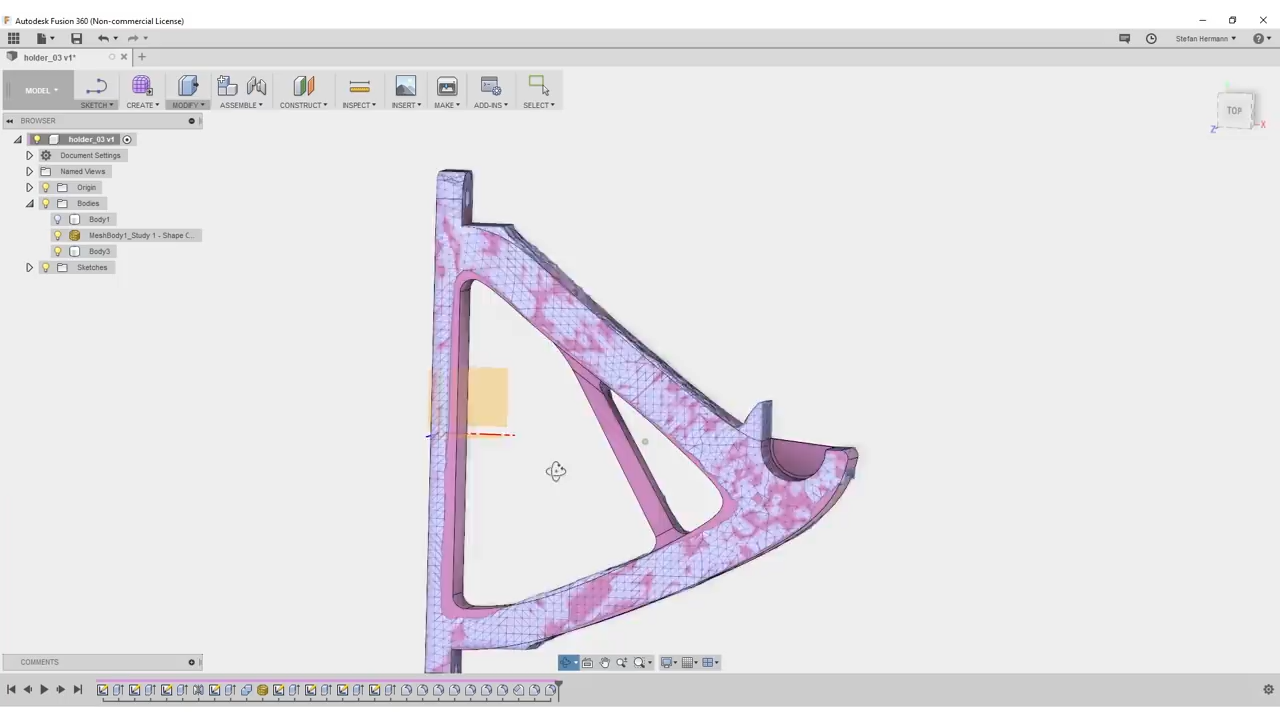 Autodesk Fusion 360 (Non-commercial License)
Stefan Hermann
holder_03 v1*
MODEL
SKETCH
CREATE
MODIFY
ASSEMBLE
CONSTRUCT
INSPECT
INSERT
MAKE
ADD-INS
SELECT
BROWSER
holder_03 v1
Document Settings
Named Views
Origin
Bodies
Body1
MeshBody1_Study 1 - Shape C...
Body3
Sketches
TOP
Z
X
COMMENTS